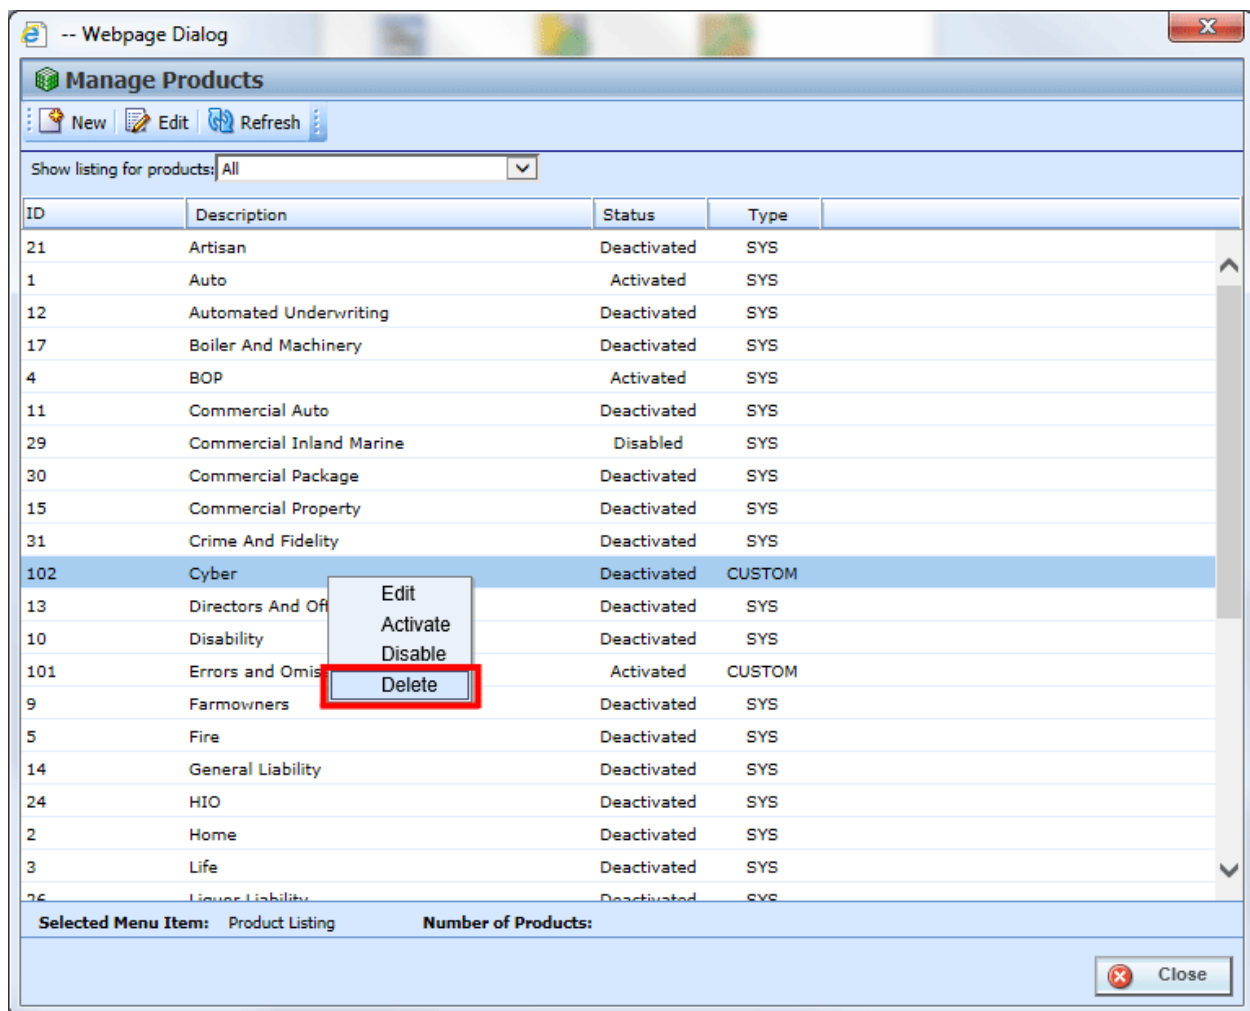 -- Webpage Dialog
X
Manage Products
New Edit Refresh
Show listing for products: All
ID Description Status Type
21 Artisan Deactivated SYS
1 Auto Activated SYS
12 Automated Underwriting Deactivated SYS
17 Boiler And Machinery Deactivated SYS
4 BOP Activated SYS
11 Commercial Auto Deactivated SYS
29 Commercial Inland Marine Disabled SYS
30 Commercial Package Deactivated SYS
15 Commercial Property Deactivated SYS
31 Crime And Fidelity Deactivated SYS
102 Cyber Deactivated CUSTOM
Edit
13 Directors And Off Deactivated SYS
Activate
10 Disability Deactivated SYS
Disable
101 Errors and Omis Activated CUSTOM
Delete
9 Farmowners Deactivated SYS
5 Fire Deactivated SYS
14 General Liability Deactivated SYS
24 HIO Deactivated SYS
2 Home Deactivated SYS
3 Life Deactivated SYS
26 Liquor Liability Deactivated SYS
Selected Menu Item: Product Listing Number of Products:
Close